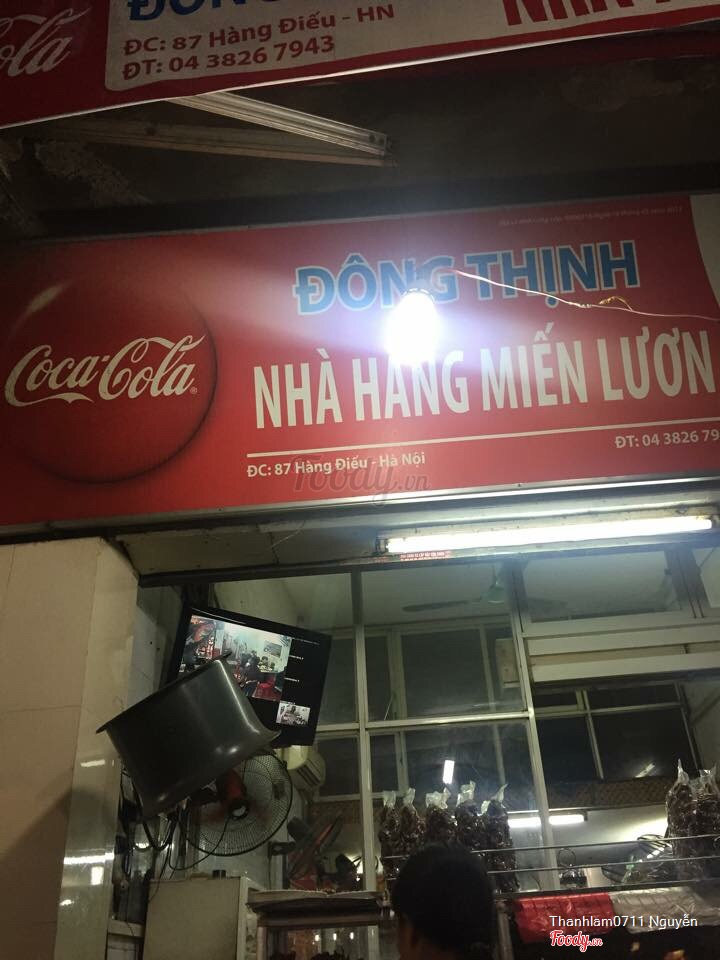 ĐÔNG
ĐC: 87 Hàng Điếu - HN
ĐT: 04 3826 7943
Cola
ĐÔNG THỊNH
Coca-Cola
NHÀ HÀNG MIẾN LƯƠN
ĐT: 04 3826 79
ĐC: 87 Hàng Điếu - Hà Nội
Foody.vn
Thanhlam0711 Nguyễn
Foody.vn